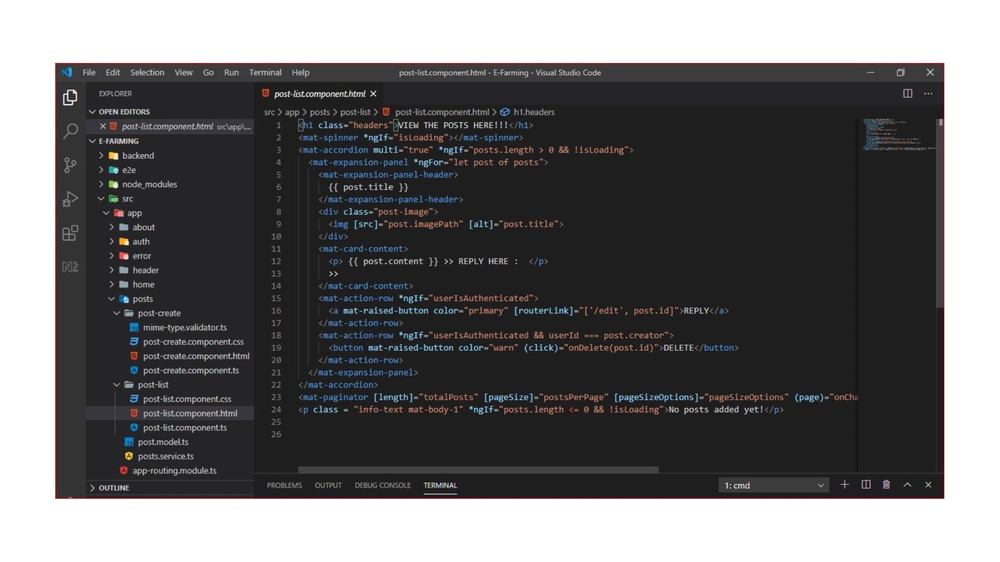 File Edit Selection View Go Run Terminal Help
post-list.component.html - E-Farming - Visual Studio Code
EXPLORER
OPEN EDITORS
post-list.component.html src\app\...
E-FARMING
backend
e2e
node_modules
src
app
about
auth
error
header
home
posts
post-create
mime-type.validator.ts
post-create.component.css
post-create.component.html
post-create.component.ts
post-list
post-list.component.css
post-list.component.html
post-list.component.ts
post.model.ts
posts.service.ts
app-routing.module.ts
OUTLINE
post-list.component.html
src > app > posts > post-list > post-list.component.html > h1.headers
1 <h1 class="headers">VIEW THE POSTS HERE!!!</h1>
2 <mat-spinner *ngIf="isLoading"></mat-spinner>
3 <mat-accordion multi="true" *ngIf="posts.length > 0 && !isLoading">
4 <mat-expansion-panel *ngFor="let post of posts">
5 <mat-expansion-panel-header>
6 {{ post.title }}
7 </mat-expansion-panel-header>
8 <div class="post-image">
9 <img [src]="post.imagePath" [alt]="post.title">
10 </div>
11 <mat-card-content>
12 <p> {{ post.content }} >> REPLY HERE : </p>
13 >>
14 </mat-card-content>
15 <mat-action-row *ngIf="userIsAuthenticated">
16 <a mat-raised-button color="primary" [routerLink]="['/edit', post.id]">REPLY</a>
17 </mat-action-row>
18 <mat-action-row *ngIf="userIsAuthenticated && userId === post.creator">
19 <button mat-raised-button color="warn" (click)="onDelete(post.id)">DELETE</button>
20 </mat-action-row>
21 </mat-expansion-panel>
22 </mat-accordion>
23 <mat-paginator [length]="totalPosts" [pageSize]="postsPerPage" [pageSizeOptions]="pageSizeOptions" (page)="onCha
24 <p class = "info-text mat-body-1" *ngIf="posts.length <= 0 && !isLoading">No posts added yet!</p>
25
26
PROBLEMS OUTPUT DEBUG CONSOLE TERMINAL
1: cmd